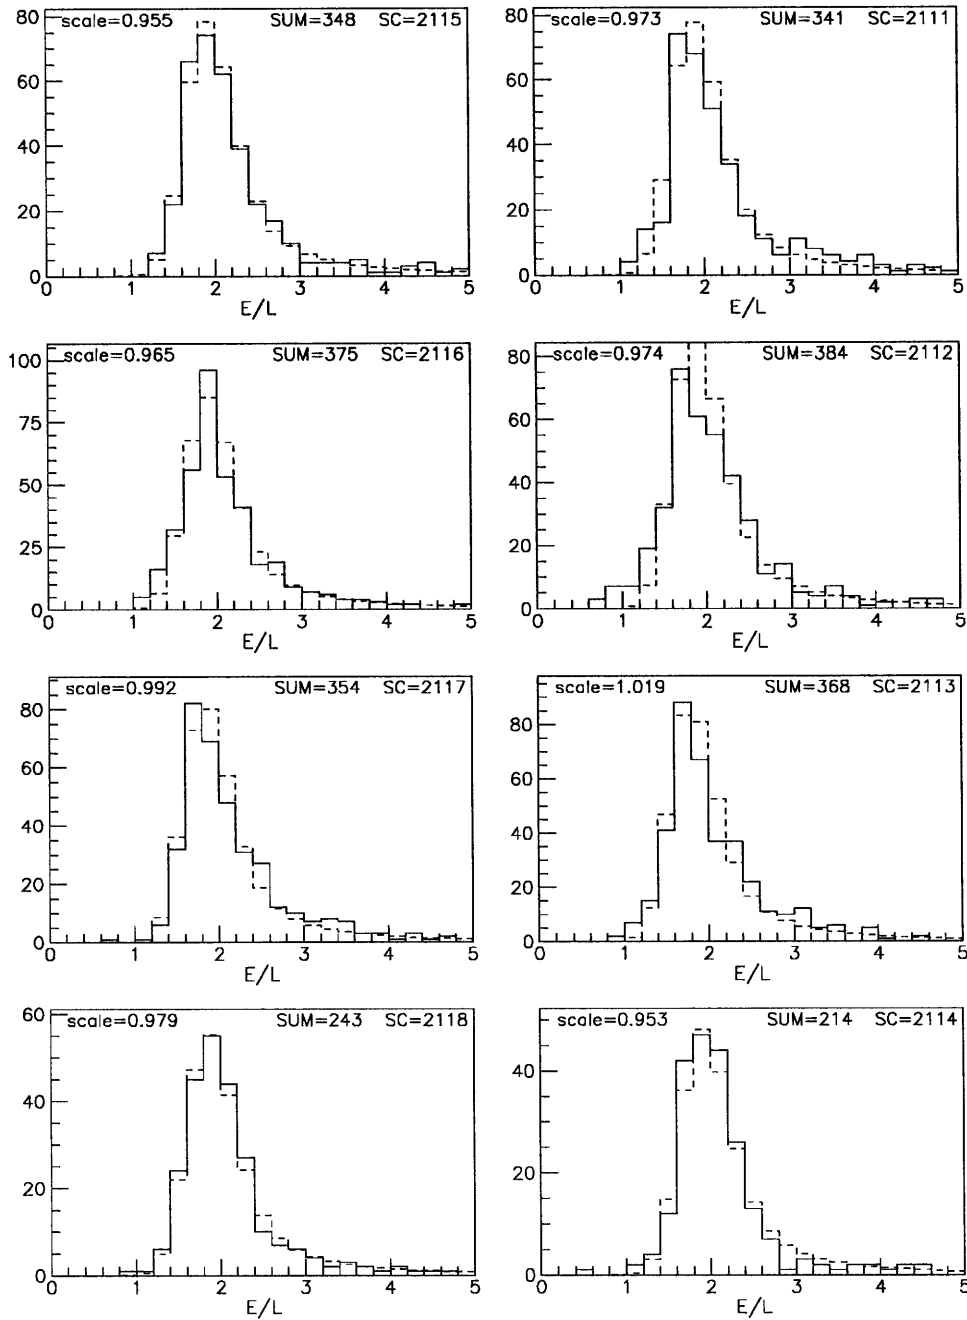 scale=0.955 SUM=348 SC=2115
80
60
40
20
0
0 1 2 3 4 5
E/L
scale=0.973 SUM=341 SC=2111
80
60
40
20
0
0 1 2 3 4 5
E/L
scale=0.965 SUM=375 SC=2116
100
75
50
25
0
0 1 2 3 4 5
E/L
scale=0.974 SUM=384 SC=2112
80
60
40
20
0
0 1 2 3 4 5
E/L
scale=0.992 SUM=354 SC=2117
80
60
40
20
0
0 1 2 3 4 5
E/L
scale=1.019 SUM=368 SC=2113
80
60
40
20
0
0 1 2 3 4 5
E/L
scale=0.979 SUM=243 SC=2118
60
40
20
0
0 1 2 3 4 5
E/L
scale=0.953 SUM=214 SC=2114
40
20
0
0 1 2 3 4 5
E/L